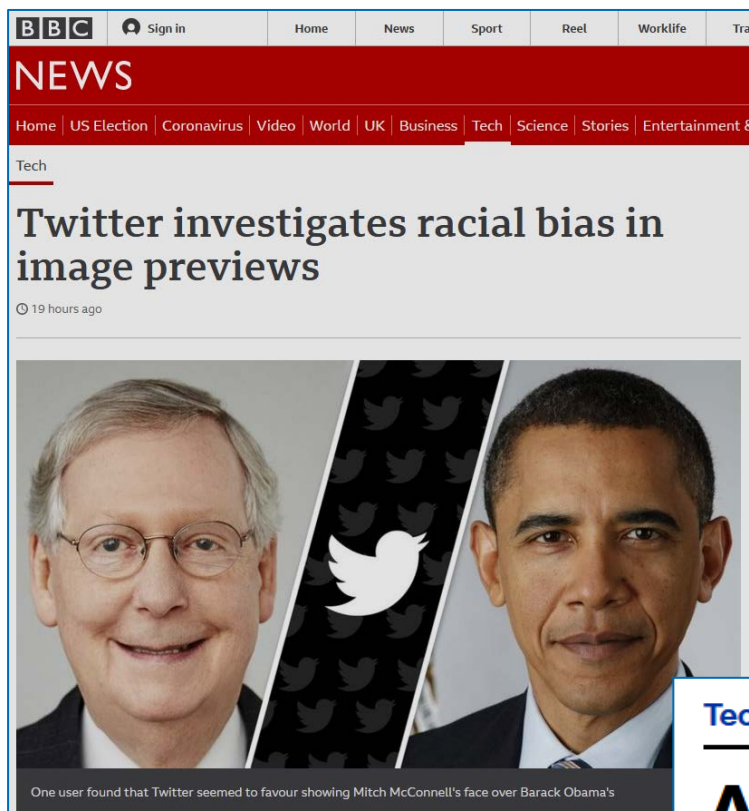 BBC Sign in Home News Sport Reel Worklife Tra
NEWS
Home US Election Coronavirus Video World UK Business Tech Science Stories Entertainment &
Tech
Twitter investigates racial bias in
image previews
19 hours ago
One user found that Twitter seemed to favour showing Mitch McConnell's face over Barack Obama's
Tec